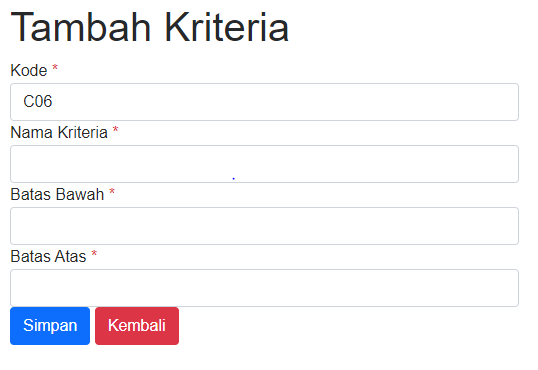 Tambah Kriteria
Kode *
C06
Nama Kriteria *
Batas Bawah *
Batas Atas *
Simpan Kembali